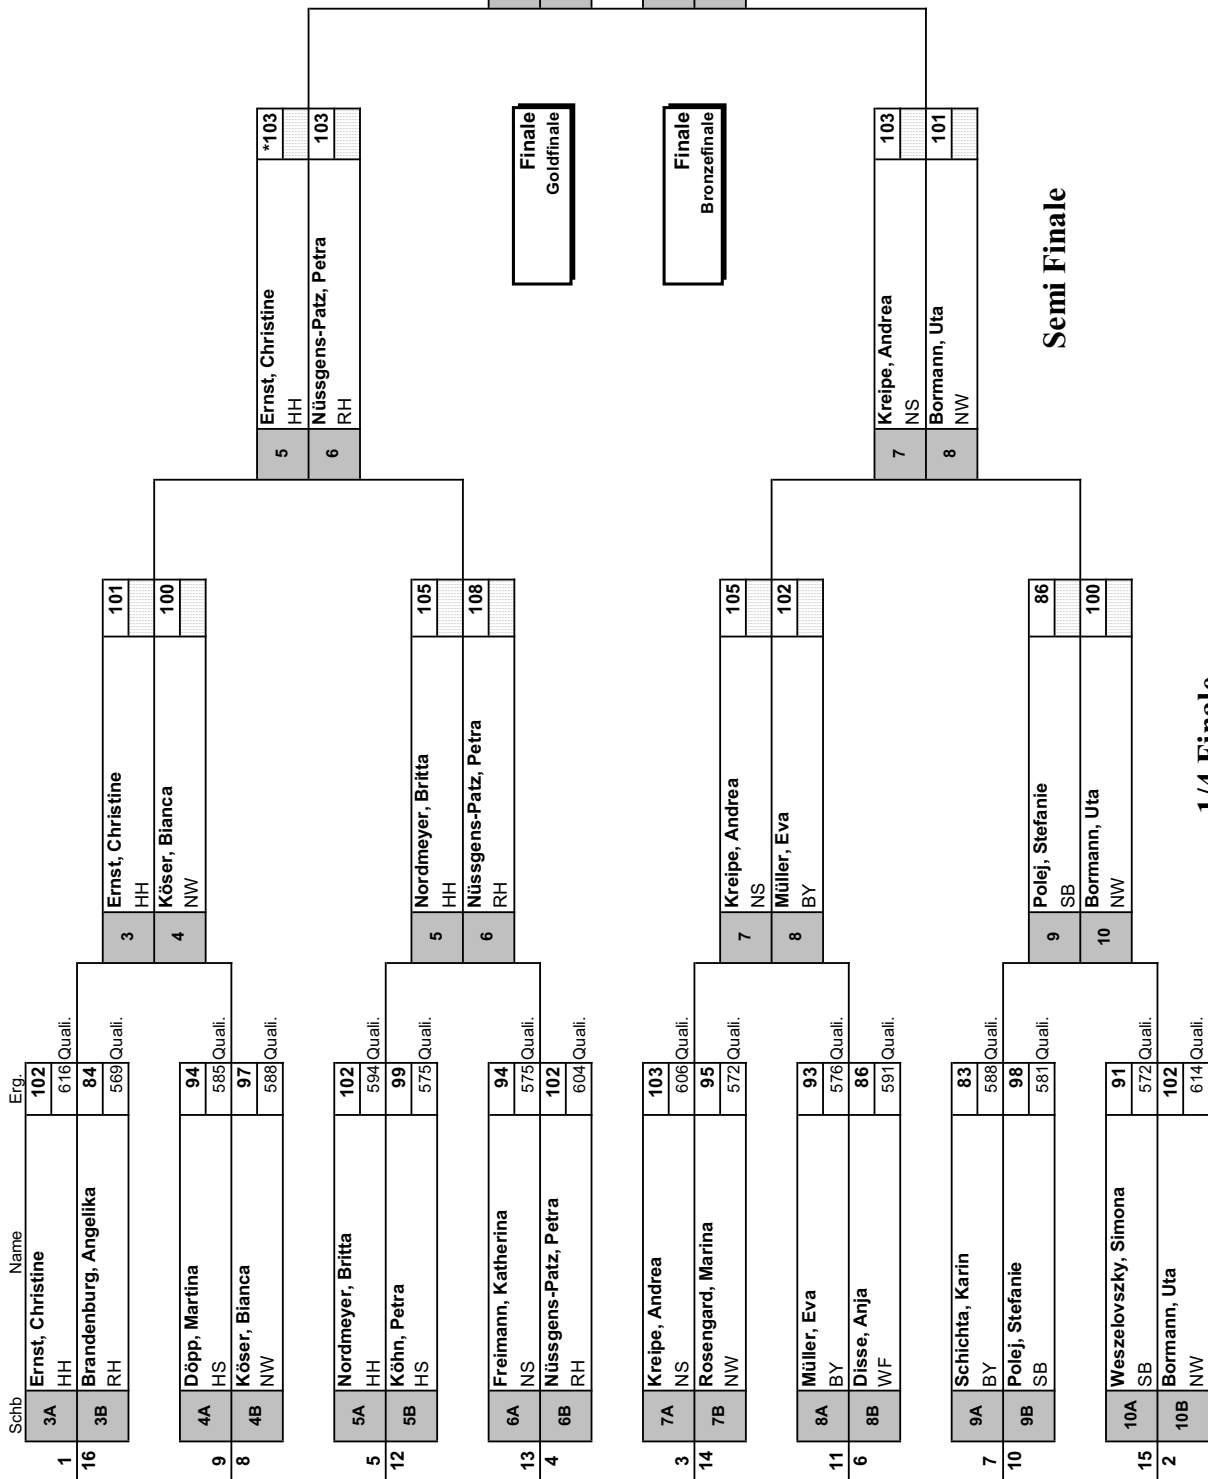 Schb Name Erg.
1 3A Ernst, Christine 102
HH 616 Quali.
16 3B Brandenburg, Angelika 84
RH 569 Quali.
9 4A Döpp, Martina 94
HS 585 Quali.
8 4B Köser, Bianca 97
NW 588 Quali.
5 5A Nordmeyer, Britta 102
HH 594 Quali.
12 5B Köhn, Petra 99
HS 575 Quali.
13 6A Freimann, Katherina 94
NS 575 Quali.
4 6B Nüssgens-Patz, Petra 102
RH 604 Quali.
3 7A Kreipe, Andrea 103
NS 606 Quali.
14 7B Rosengard, Marina 95
NW 572 Quali.
11 8A Müller, Eva 93
BY 576 Quali.
6 8B Disse, Anja 86
WF 591 Quali.
7 9A Schichta, Karin 83
BY 588 Quali.
10 9B Polej, Stefanie 98
SB 581 Quali.
15 10A Weszelovszky, Simona 91
SB 572 Quali.
2 10B Bormann, Uta 102
NW 614 Quali.
3 Ernst, Christine 101
HH
4 Köser, Bianca 100
NW
5 Nordmeyer, Britta 105
HH
6 Nüssgens-Patz, Petra 108
RH
7 Kreipe, Andrea 105
NS
8 Müller, Eva 102
BY
9 Polej, Stefanie 86
SB
10 Bormann, Uta 100
NW
1/4 Finale
5 Ernst, Christine *103
HH
6 Nüssgens-Patz, Petra 103
RH
7 Kreipe, Andrea 103
NS
8 Bormann, Uta 101
NW
Semi Finale
Finale
Goldfinale
Finale
Bronzefinale